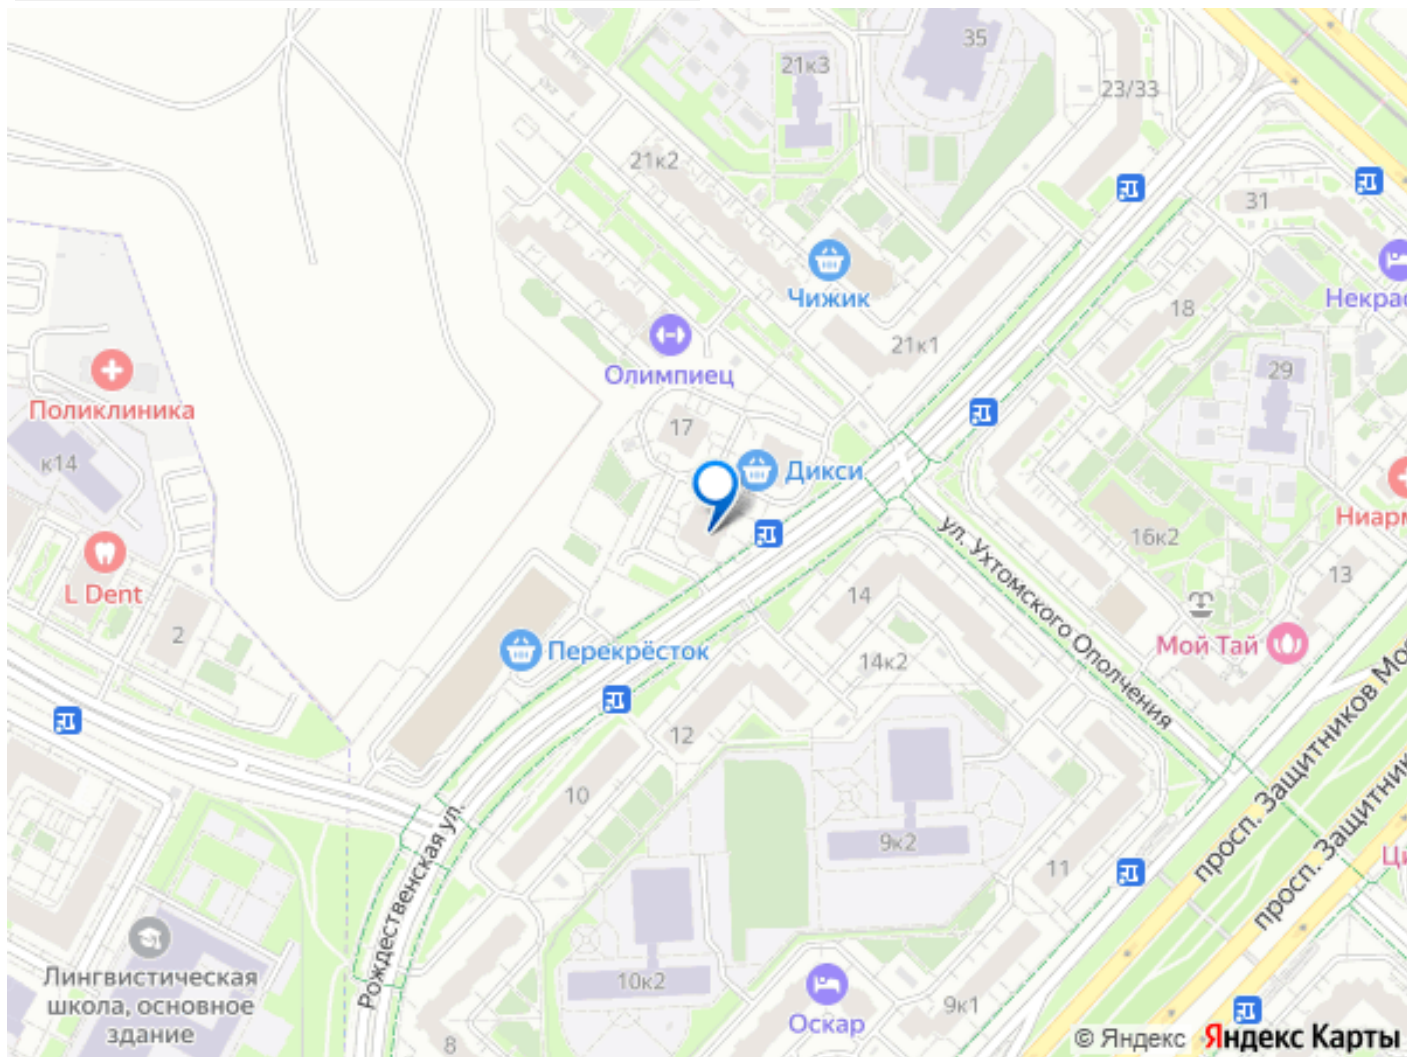 35
21к3
23/33
21к2
31
Чижик
Некрас
18
21к1
Олимпиец
29
Поликлиника
17
Дикси
к14
Ниарм
ул. Ухтомского Ополчения
16к2
L Dent
14
13
2
Перекрёсток
Мой Тай
14к2
12
просп. Защитников Мо
10
9к2
просп. Защитник
Рождественская ул.
11
Ци
Лингвистическая
школа, основное
здание
10к2
9к1
Оскар
8
© Яндекс Яндекс Карты